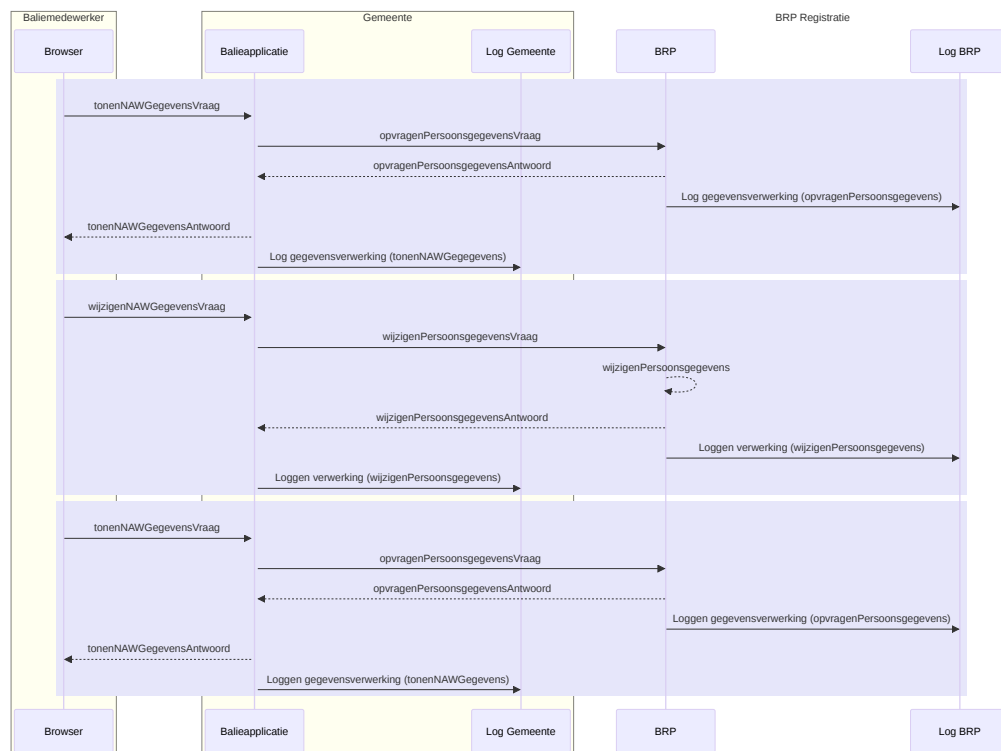 Baliemedewerker
Gemeente
BRP Registratie
Browser
Balieapplicatie
Log Gemeente
BRP
Log BRP
tonenNAWGegevensVraag
opvragenPersoonsgegevensVraag
opvragenPersoonsgegevensAntwoord
Log gegevensverwerking (opvragenPersoonsgegevens)
tonenNAWGegevensAntwoord
Log gegevensverwerking (tonenNAWGegegevens)
wijzigenNAWGegevensVraag
wijzigenPersoonsgegevensVraag
wijzigenPersoonsgegevens
wijzigenPersoonsgegevensAntwoord
Loggen verwerking (wijzigenPersoonsgegevens)
Loggen verwerking (wijzigenPersoonsgegevens)
tonenNAWGegevensVraag
opvragenPersoonsgegevensVraag
opvragenPersoonsgegevensAntwoord
Loggen gegevensverwerking (opvragenPersoonsgegevens)
tonenNAWGegevensAntwoord
Loggen gegevensverwerking (tonenNAWGegevens)
Browser
Balieapplicatie
Log Gemeente
BRP
Log BRP